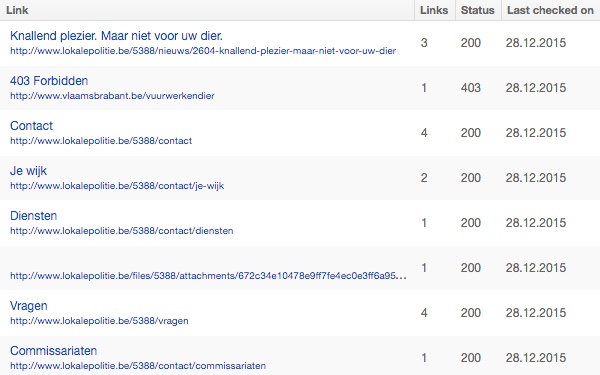 Link Links Status Last checked on
Knallend plezier. Maar niet voor uw dier.
http://www.lokalepolitie.be/5388/nieuws/2604-knallend-plezier-maar-niet-voor-uw-dier 3 200 28.12.2015
403 Forbidden
http://www.vlaamsbrabant.be/vuurwerkendier 1 403 28.12.2015
Contact
http://www.lokalepolitie.be/5388/contact 4 200 28.12.2015
Je wijk
http://www.lokalepolitie.be/5388/contact/je-wijk 2 200 28.12.2015
Diensten
http://www.lokalepolitie.be/5388/contact/diensten 1 200 28.12.2015
http://www.lokalepolitie.be/files/5388/attachments/672c34e10478e9ff7fe4ec0e3ff6a95... 1 200 28.12.2015
Vragen
http://www.lokalepolitie.be/5388/vragen 4 200 28.12.2015
Commissariaten
http://www.lokalepolitie.be/5388/contact/commissariaten 1 200 28.12.2015